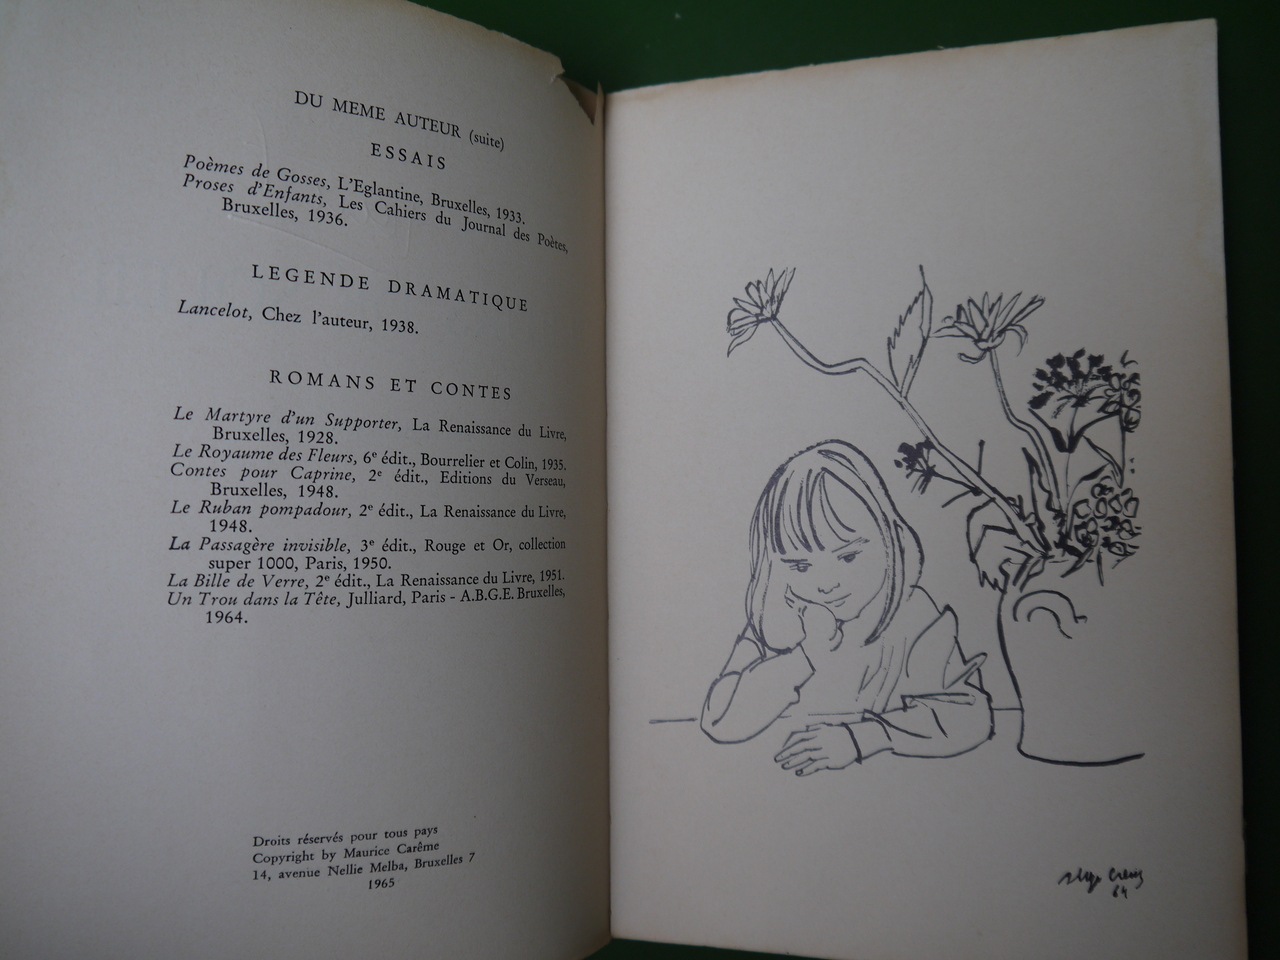 DU MEME AUTEUR (suite)
ESSAIS
Poèmes de Gosses, L'Eglantine, Bruxelles, 1933.
Proses d'Enfants, Les Cahiers du Journal des Poètes,
Bruxelles, 1936.
LEGENDE DRAMATIQUE
Lancelot, Chez l'auteur, 1938.
ROMANS ET CONTES
Le Martyre d'un Supporter, La Renaissance du Livre,
Bruxelles, 1928.
Le Royaume des Fleurs, 6e édit., Bourrelier et Colin, 1935.
Contes pour Caprine, 2e édit., Editions du Verseau,
Bruxelles, 1948.
Le Ruban pompadour, 2e édit., La Renaissance du Livre,
1948.
La Passagère invisible, 3e édit., Rouge et Or, collection
super 1000, Paris, 1950.
La Bille de Verre, 2e édit., La Renaissance du Livre, 1951.
Un Trou dans la Tête, Julliard, Paris - A.B.G.E. Bruxelles,
1964.
Droits réservés pour tous pays
Copyright by Maurice Carême
14, avenue Nellie Melba, Bruxelles 7
1965
64